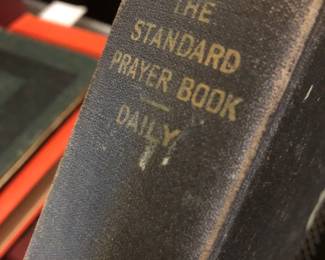 THE
STANDARD
PRAYER BOOK
DAILY